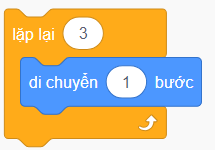 lặp lại 3
di chuyển 1 bước